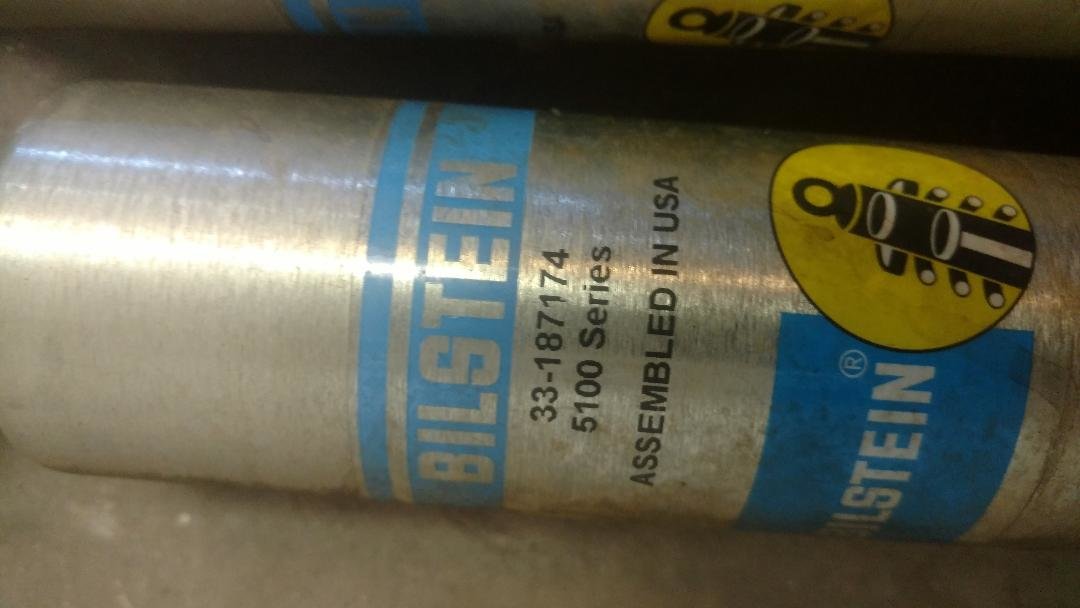 BILSTEIN
33-187174
5100 Series
ASSEMBLED IN USA
BILSTEIN®